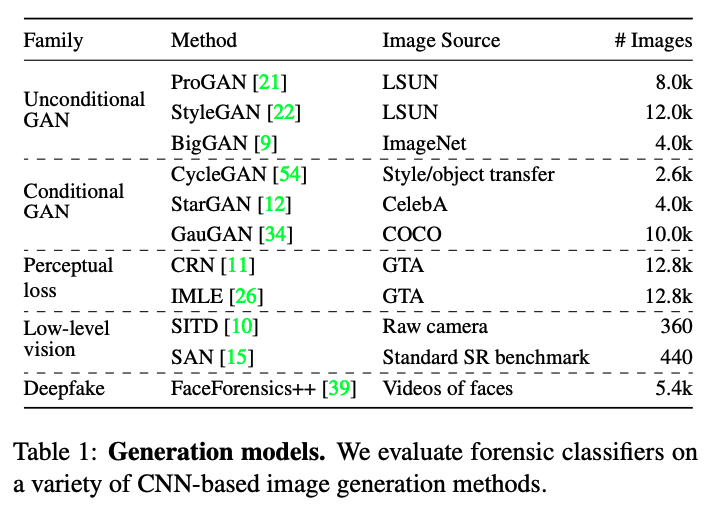 Family Method Image Source # Images
Unconditional GAN ProGAN [21] LSUN 8.0k
StyleGAN [22] LSUN 12.0k
BigGAN [9] ImageNet 4.0k
Conditional GAN CycleGAN [54] Style/object transfer 2.6k
StarGAN [12] CelebA 4.0k
GauGAN [34] COCO 10.0k
Perceptual loss CRN [11] GTA 12.8k
IMLE [26] GTA 12.8k
Low-level vision SITD [10] Raw camera 360
SAN [15] Standard SR benchmark 440
Deepfake FaceForensics++ [39] Videos of faces 5.4k
Table 1: Generation models. We evaluate forensic classifiers on
a variety of CNN-based image generation methods.